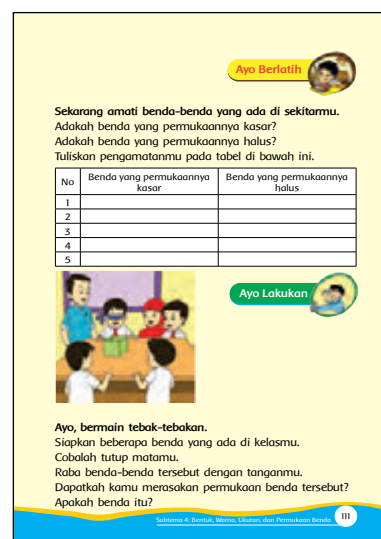 Ayo Berlatih
Sekarang amati benda-benda yang ada di sekitarmu.
Adakah benda yang permukaannya kasar?
Adakah benda yang permukaannya halus?
Tuliskan pengamatanmu pada tabel di bawah ini.
No Benda yang permukaannya kasar Benda yang permukaannya halus
1
2
3
4
5
Ayo Lakukan
Ayo, bermain tebak-tebakan.
Siapkan beberapa benda yang ada di kelasmu.
Cobalah tutup matamu.
Raba benda-benda tersebut dengan tanganmu.
Dapatkah kamu merasakan permukaan benda tersebut?
Apakah benda itu?
Subtema 4: Bentuk, Warna, Ukuran, dan Permukaan Benda 111